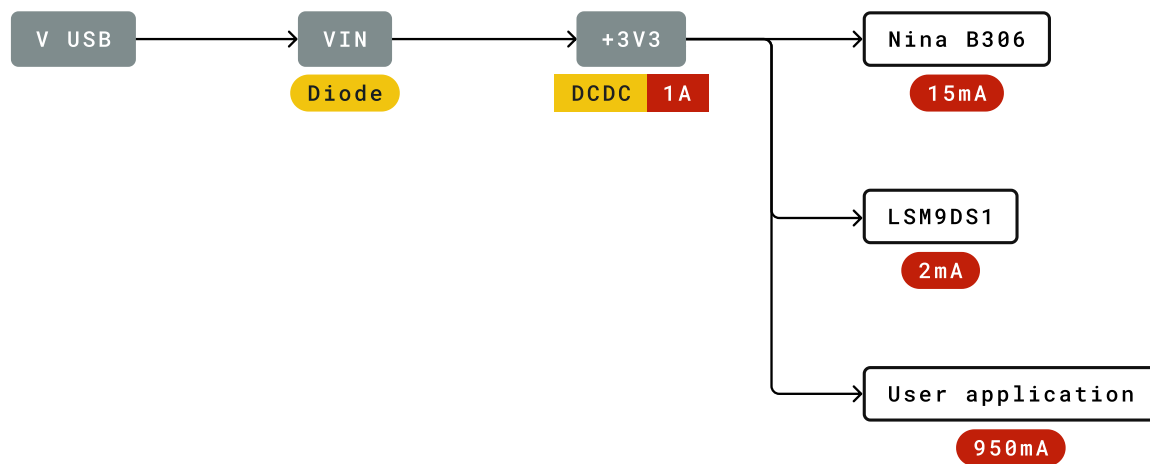 V USB
VIN
+3V3
Nina B306
Diode
DCDC
1A
15mA
LSM9DS1
2mA
User application
950mA